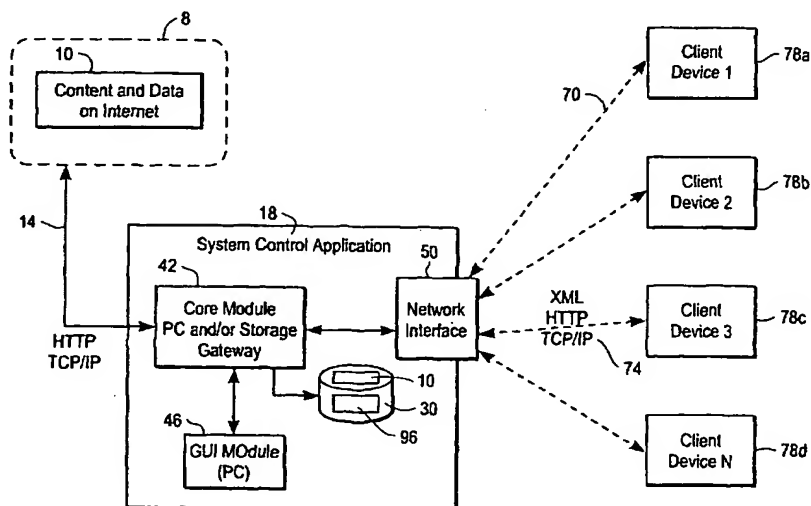 8
10
Content and Data
on Internet
14
HTTP
TCP/IP
18
System Control Application
42
Core Module
PC and/or Storage
Gateway
50
Network
Interface
10
30
96
46
GUI MOdule
(PC)
70
XML
HTTP
TCP/IP
74
Client
Device 1
78a
Client
Device 2
78b
Client
Device 3
78c
Client
Device N
78d